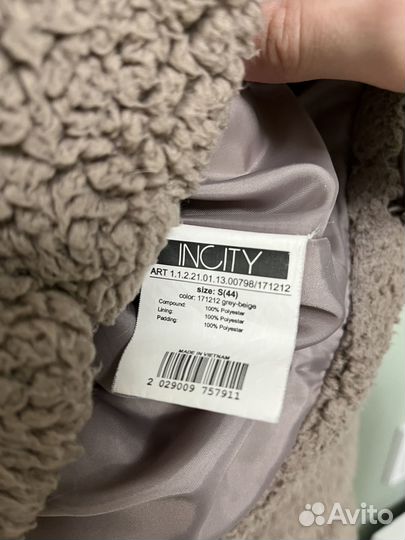 INCITY
ART 1.1.2.21.01.13.00798/171212
size: S(44)
color: 171212 grey-beige
Compound: 100% Polyester
Lining: 100% Polyester
Padding: 100% Polyester
MADE IN VIETNAM
2 029009 757911
Avito